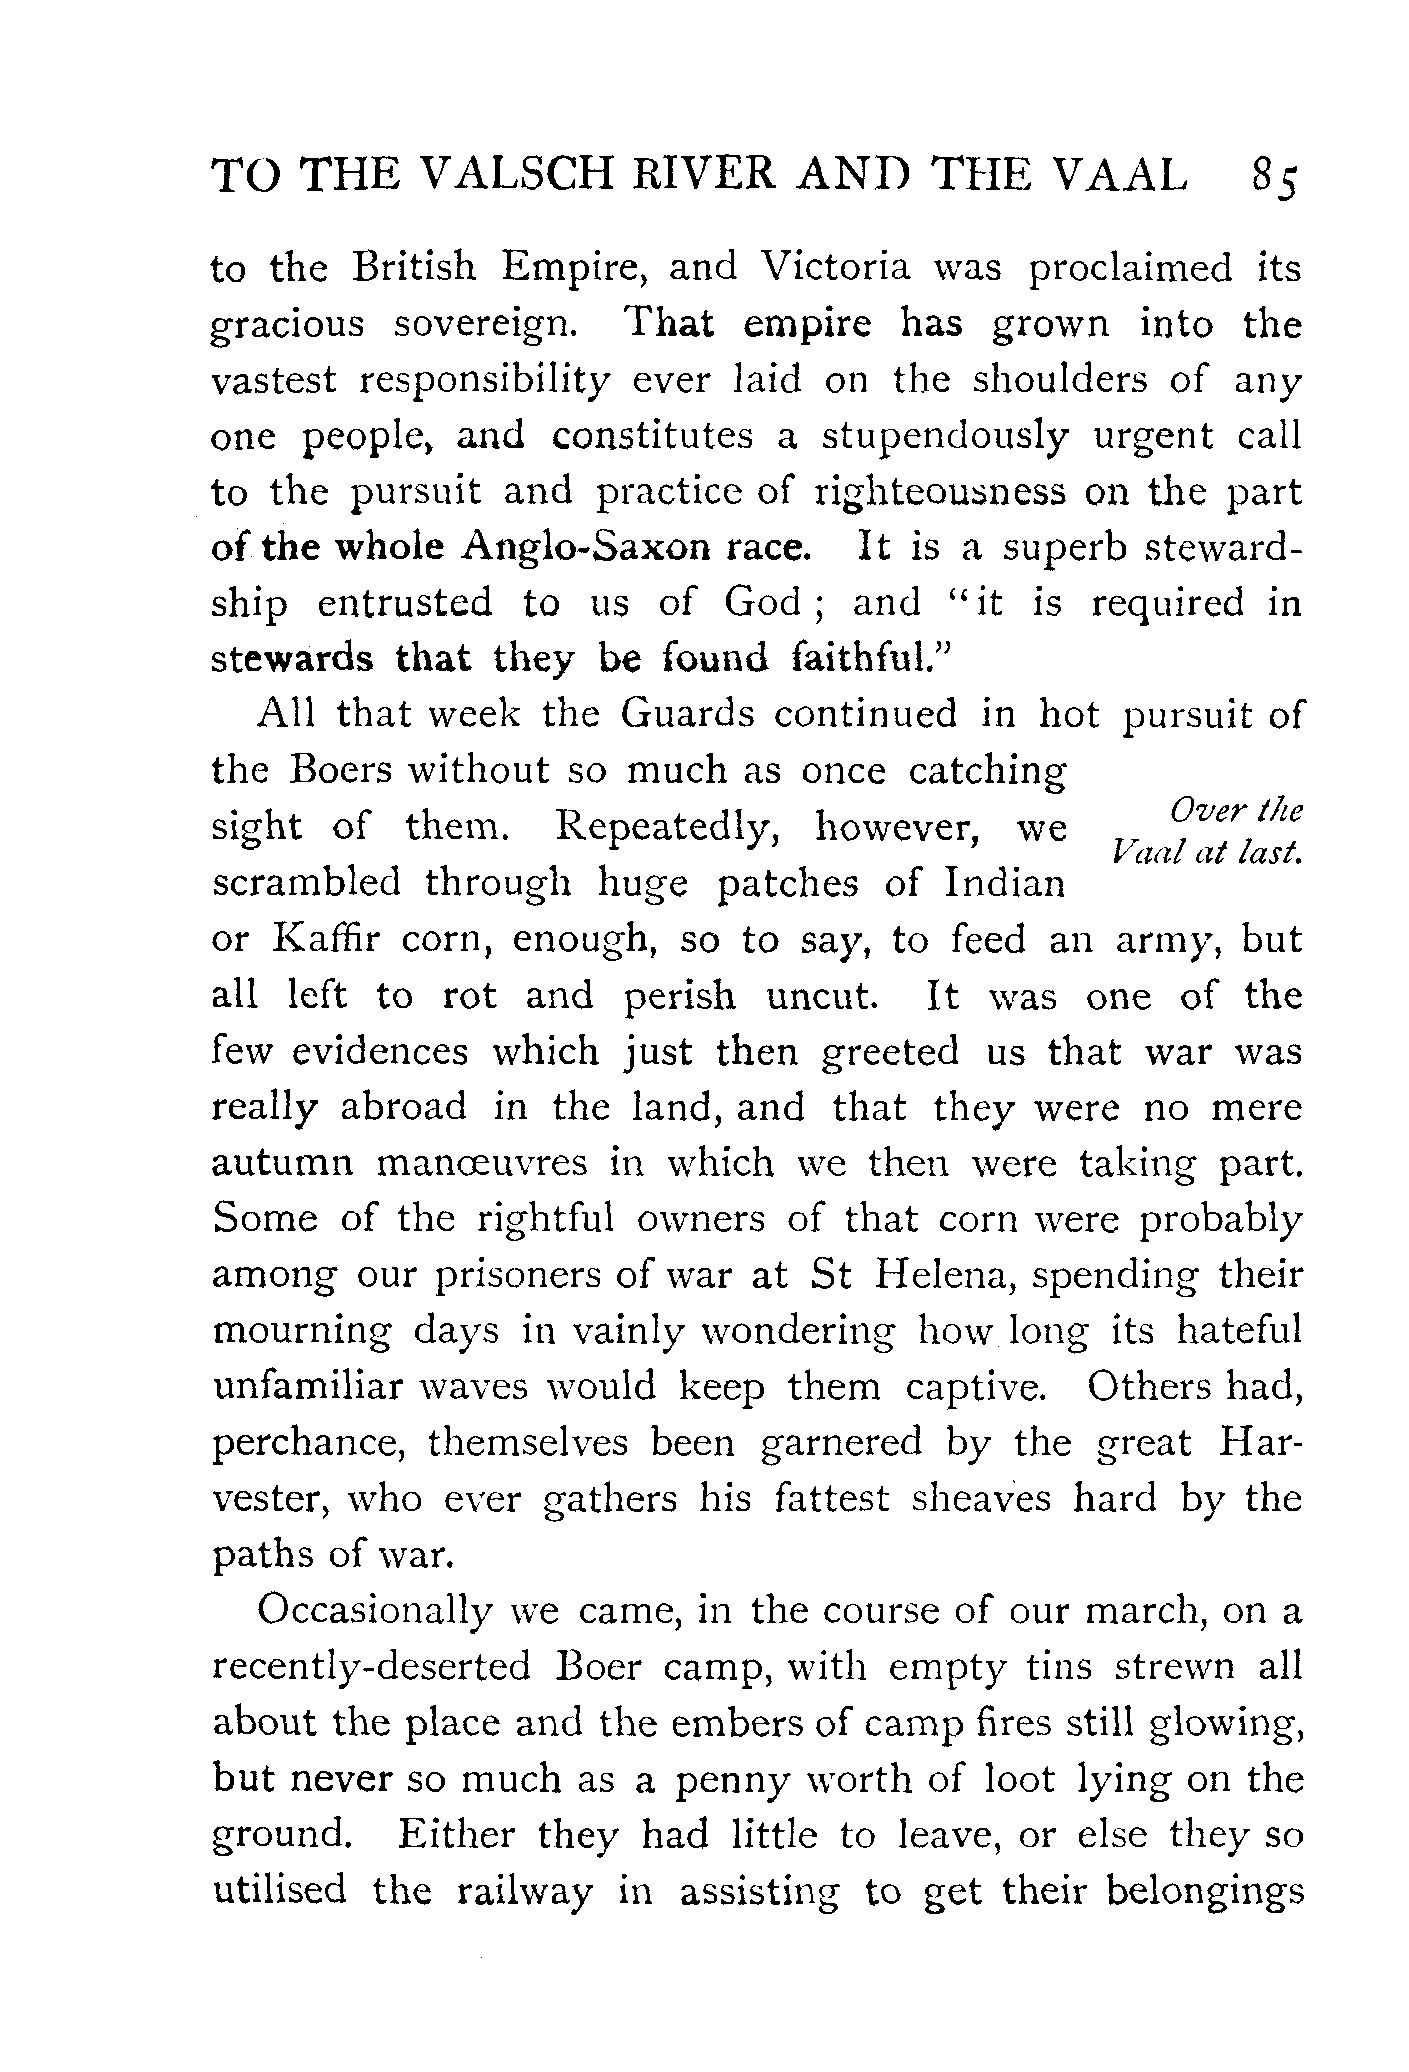 TO THE VALSCH RIVER AND THE VAAL 85
to the British Empire, and Victoria was proclaimed its
gracious sovereign. That empire has grown into the
vastest responsibility ever laid on the shoulders of any
one people, and constitutes a stupendously urgent call
to the pursuit and practice of righteousness on the part
of the whole Anglo-Saxon race. It is a superb steward-
ship entrusted to us of God ; and "it is required in
stewards that they be found faithful."
All that week the Guards continued in hot pursuit of
the Boers without so much as once catching
sight of them. Repeatedly, however, we
scrambled through huge patches of Indian
Over the
Vaal at last.
or Kaffir corn, enough, so to say, to feed an army, but
all left to rot and perish uncut. It was one of the
few evidences which just then greeted us that war was
really abroad in the land, and that they were no mere
autumn manœuvres in which we then were taking part.
Some of the rightful owners of that corn were probably
among our prisoners of war at St Helena, spending their
mourning days in vainly wondering how long its hateful
unfamiliar waves would keep them captive. Others had,
perchance, themselves been garnered by the great Har-
vester, who ever gathers his fattest sheaves hard by the
paths of war.
Occasionally we came, in the course of our march, on a
recently-deserted Boer camp, with empty tins strewn all
about the place and the embers of camp fires still glowing,
but never so much as a penny worth of loot lying on the
ground. Either they had little to leave, or else they so
utilised the railway in assisting to get their belongings